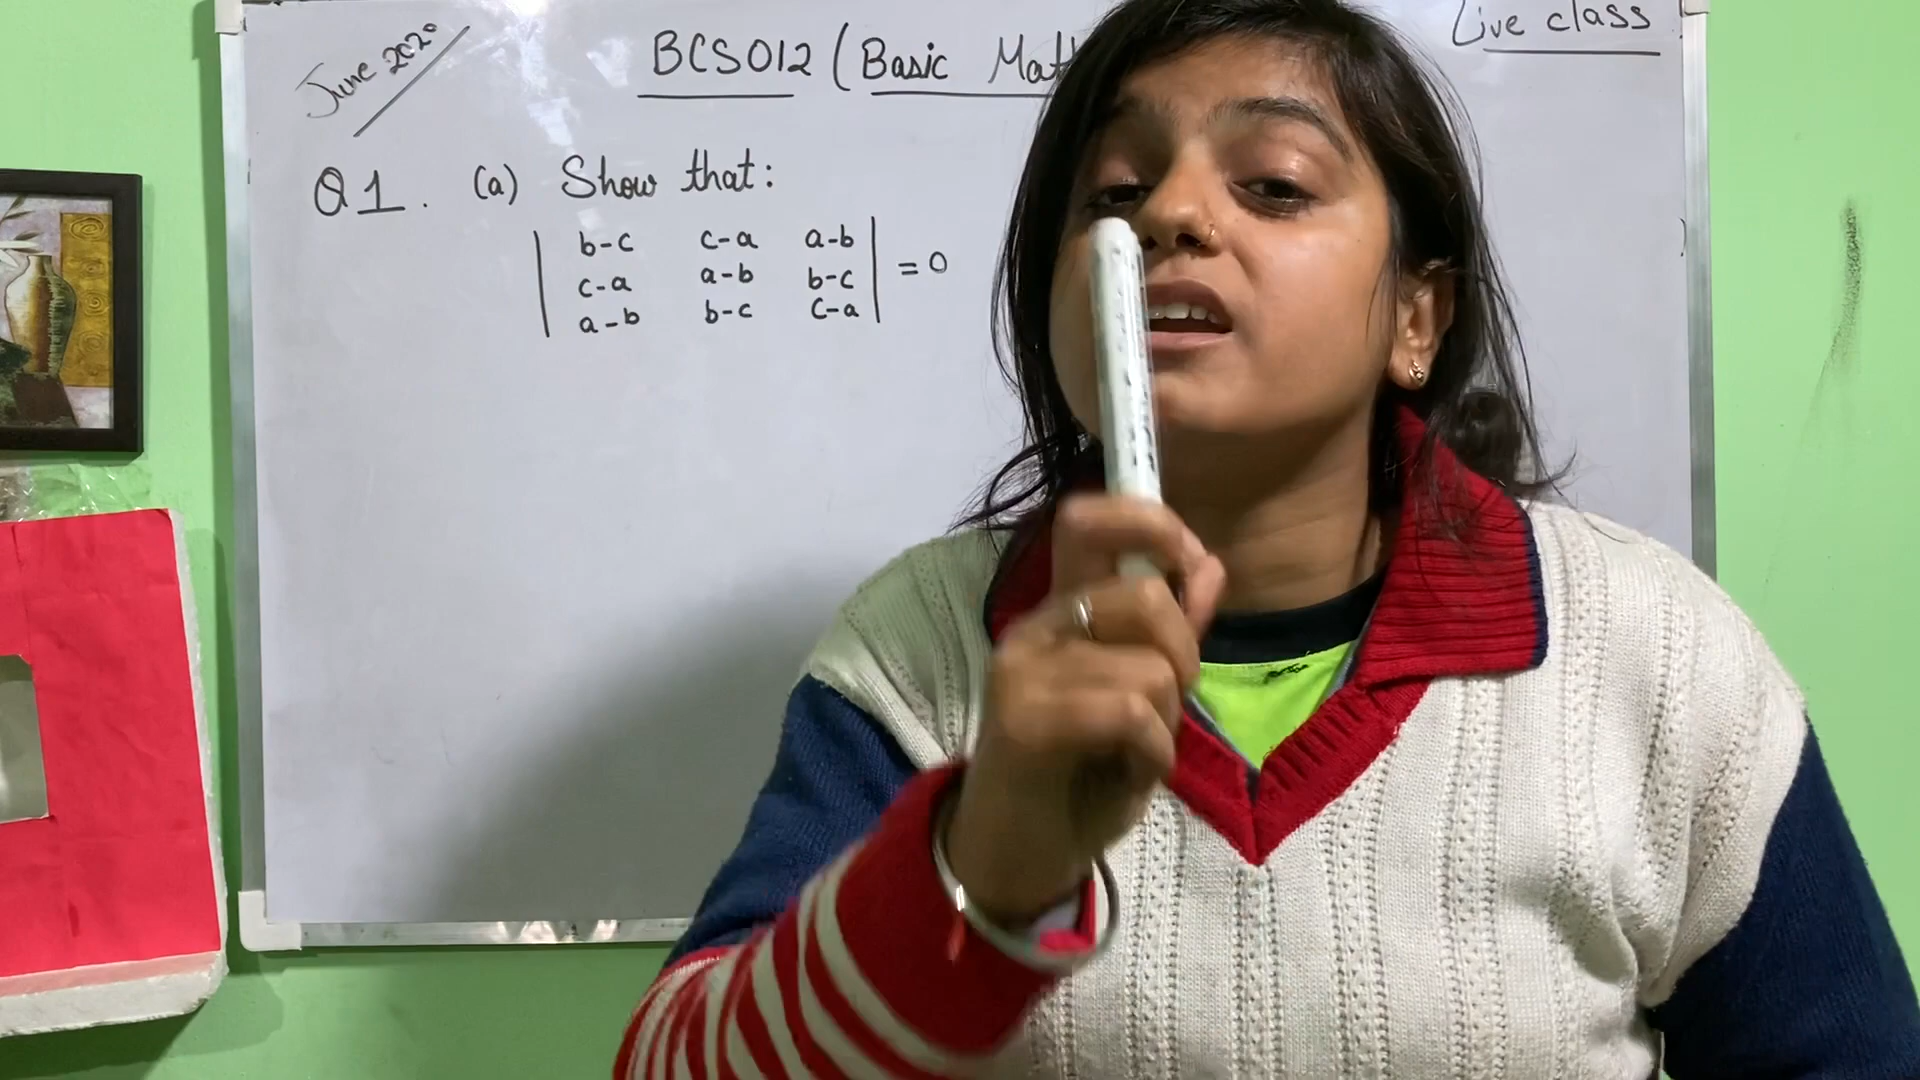 June 2020
BCS012 (Basic Mat
Live class
Q1. (a) Show that:
b-c c-a a-b
c-a a-b b-c = 0
a-b b-c c-a